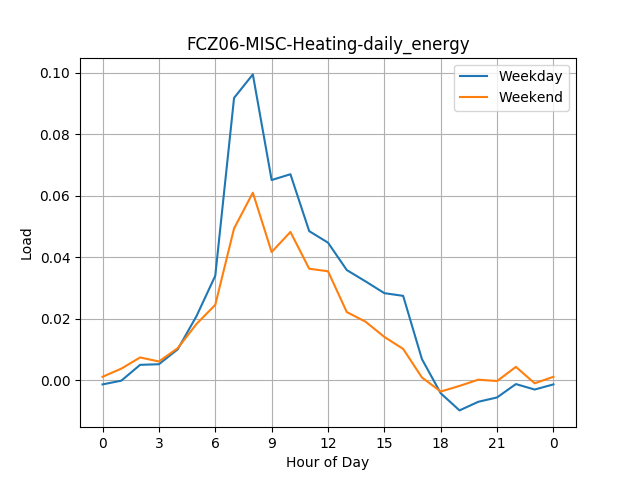 FCZ06-MISC-Heating-daily_energy
Weekday
Weekend
Load
0.10
0.08
0.06
0.04
0.02
0.00
0 3 6 9 12 15 18 21 0
Hour of Day